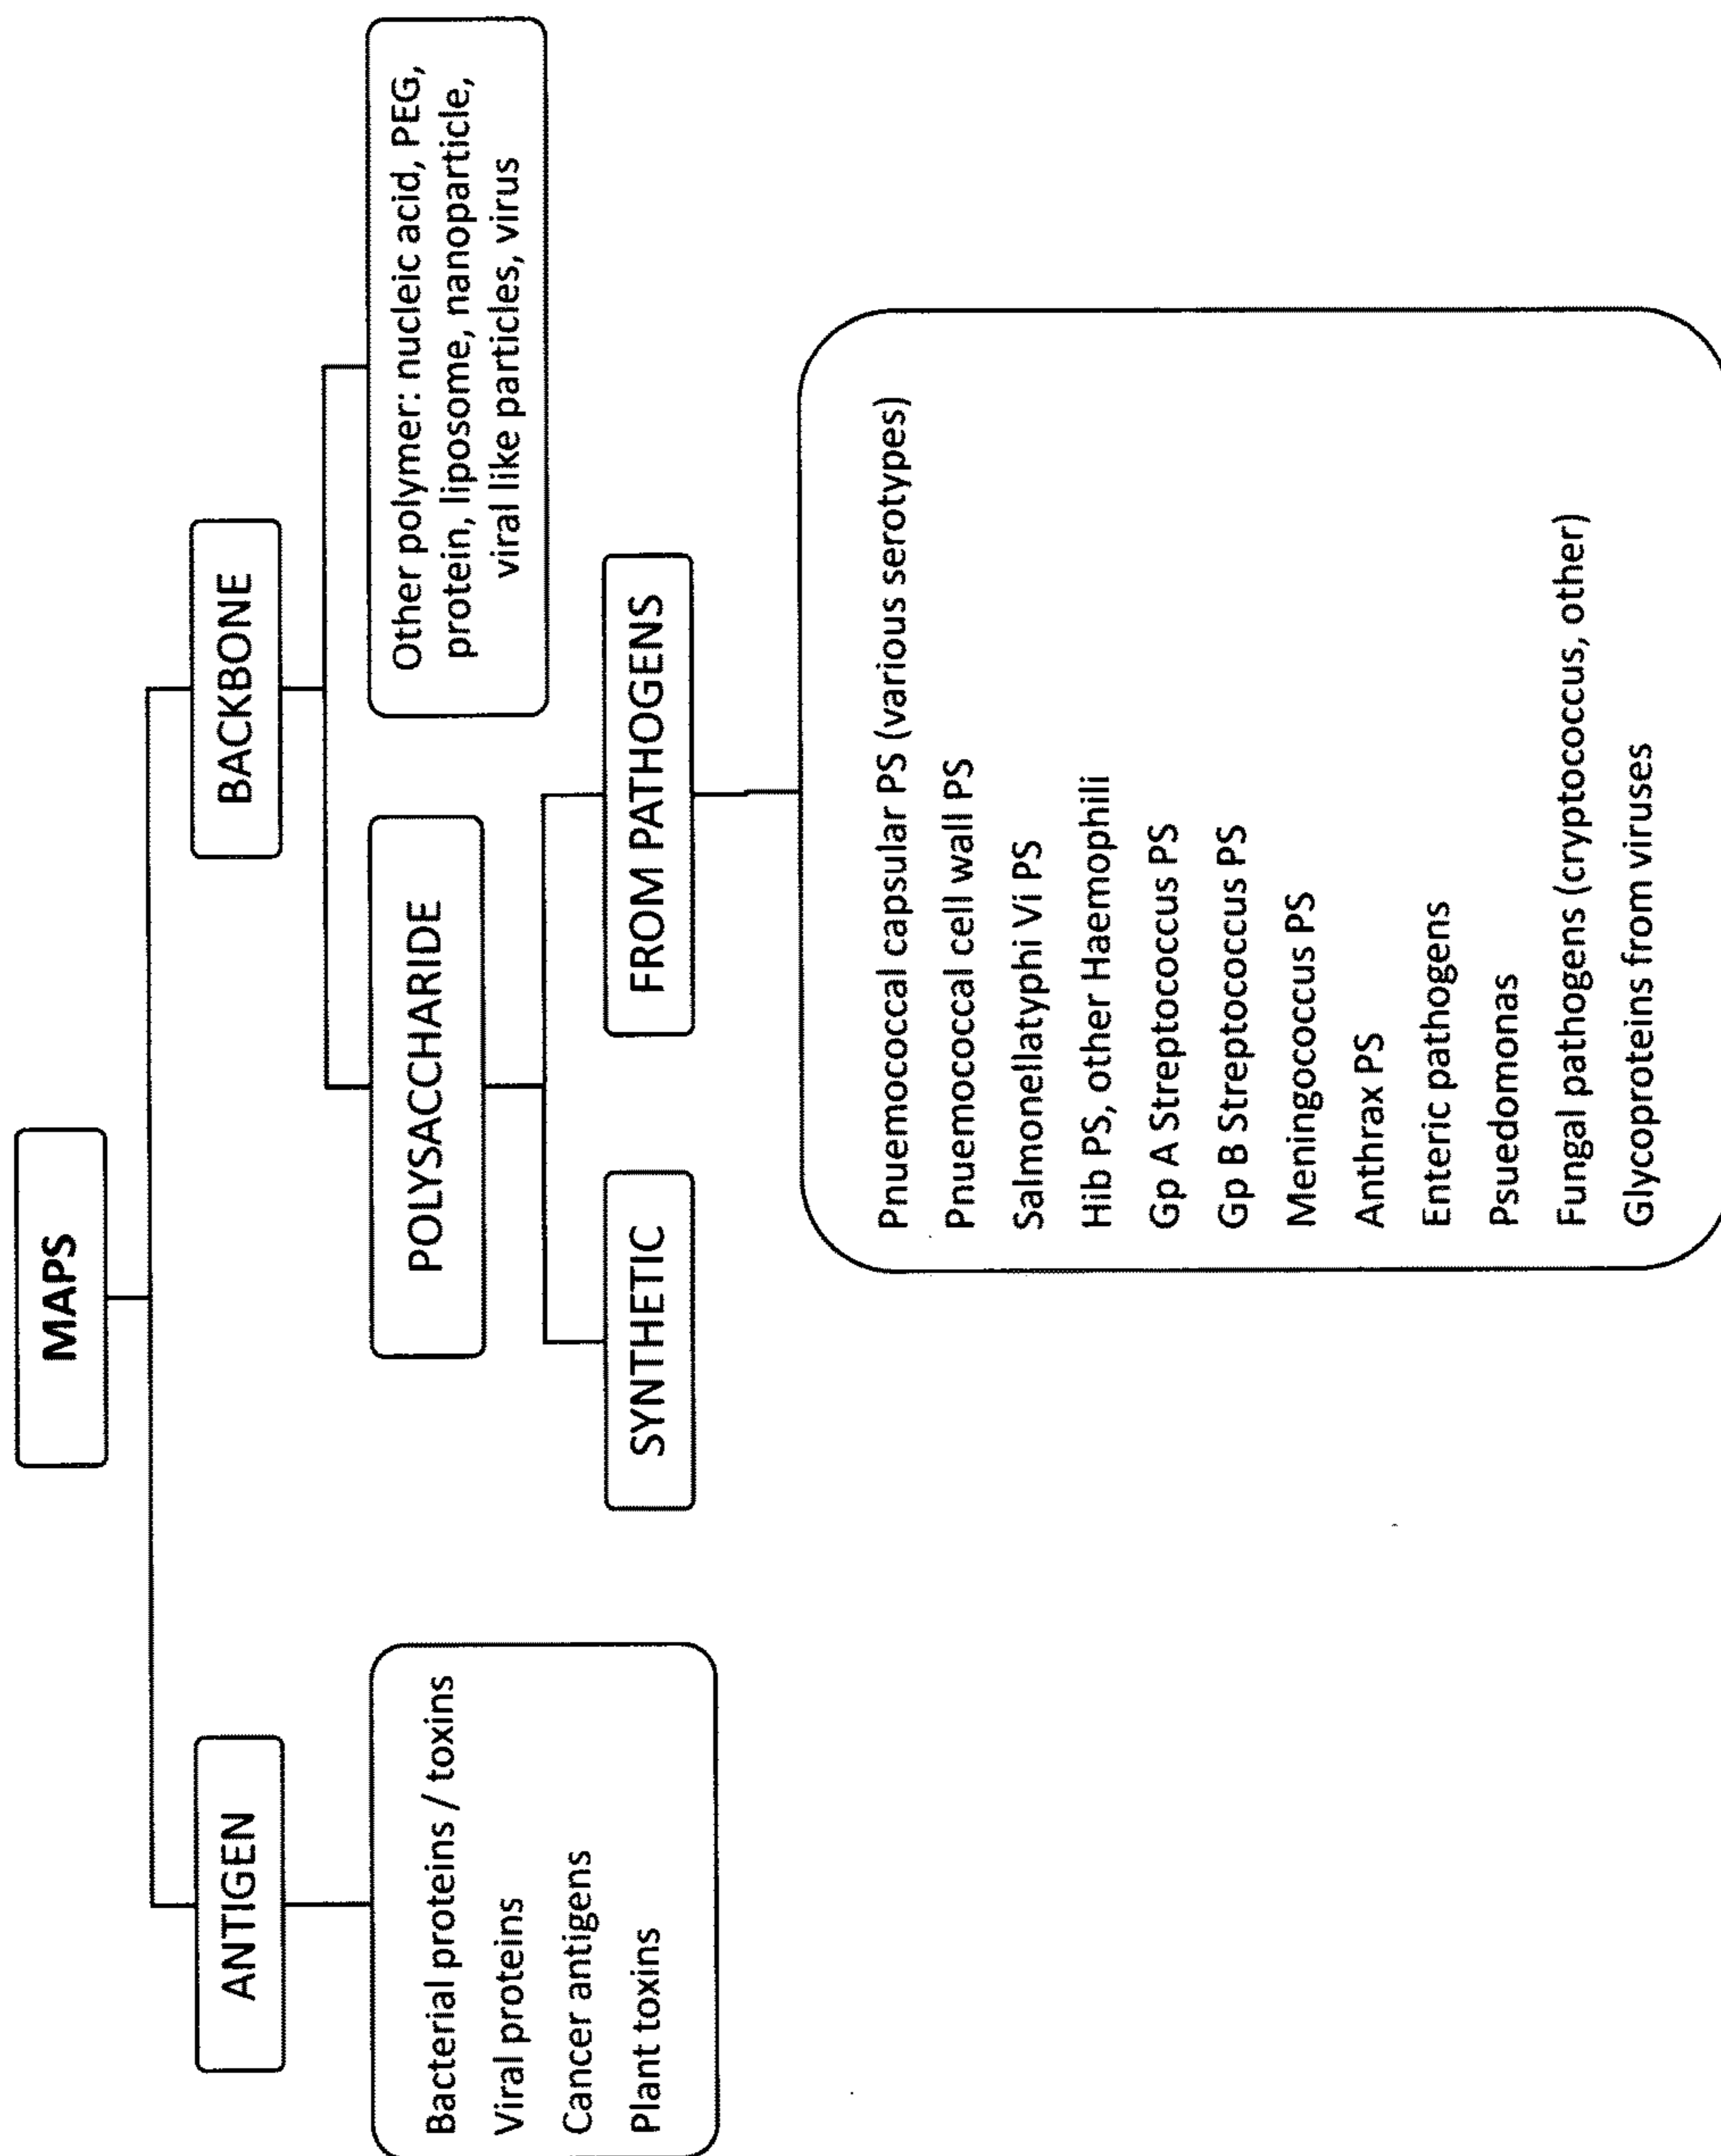 MAPS
ANTIGEN
BACKBONE
Bacterial proteins / toxins
Viral proteins
Cancer antigens
Plant toxins
POLYSACCHARIDE
Other polymer: nucleic acid, PEG,
protein, liposome, nanoparticle,
viral like particles, virus
SYNTHETIC
FROM PATHOGENS
Pnuemococcal capsular PS (various serotypes)
Pnuemococcal cell wall PS
Salmonellatyphi Vi PS
Hib PS, other Haemophili
Gp A Streptococcus PS
Gp B Streptococcus PS
Meningococcus PS
Anthrax PS
Enteric pathogens
Psuedomonas
Fungal pathogens (cryptococcus, other)
Glycoproteins from viruses